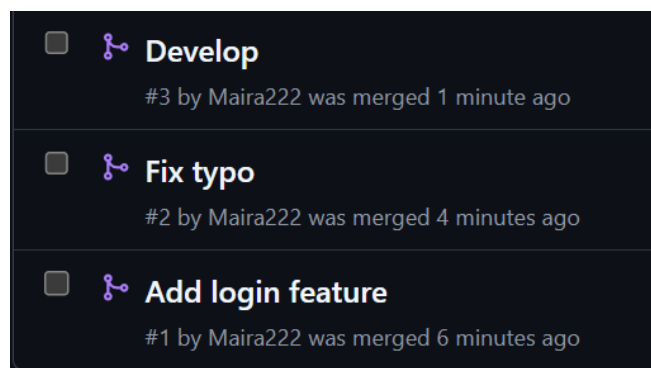 Develop
#3 by Maira222 was merged 1 minute ago
Fix typo
#2 by Maira222 was merged 4 minutes ago
Add login feature
#1 by Maira222 was merged 6 minutes ago